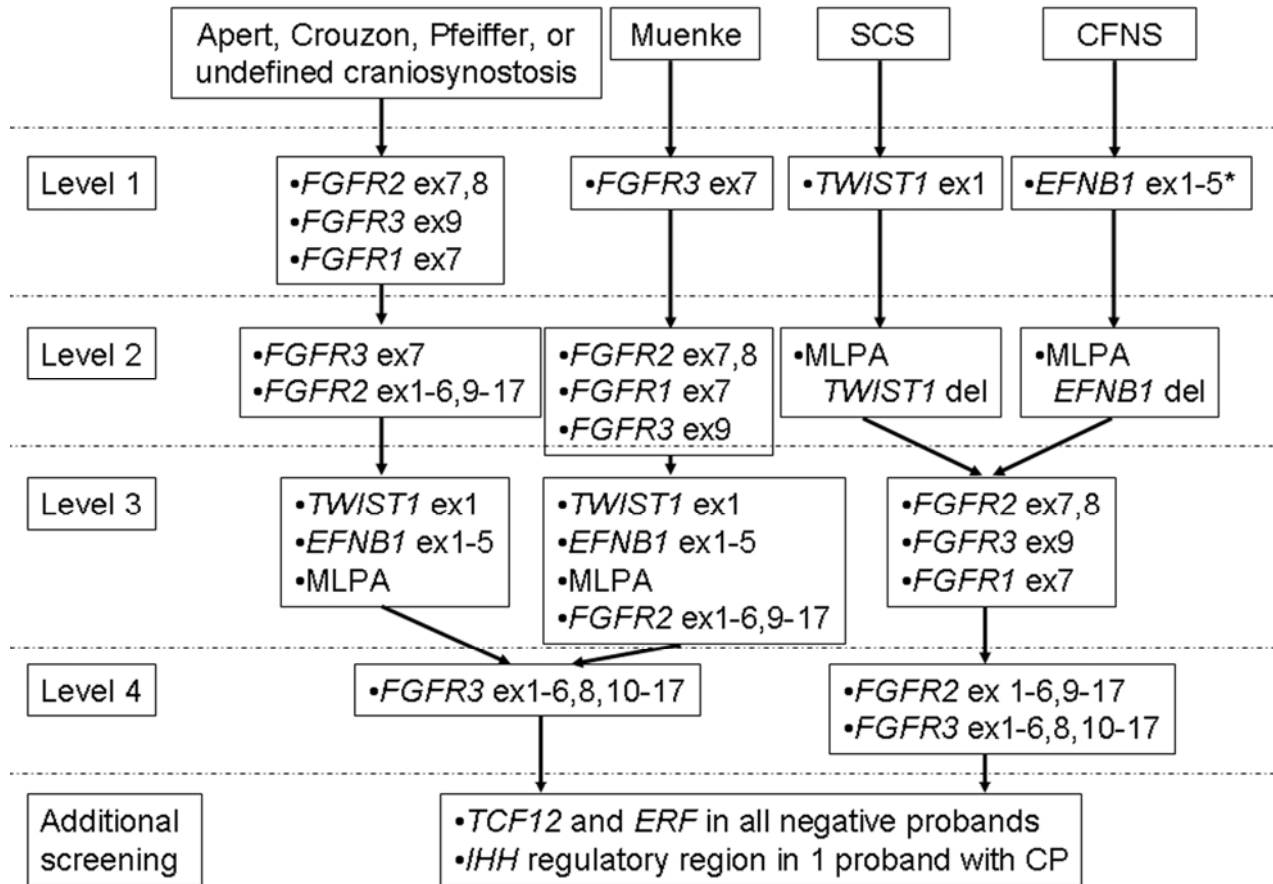 Apert, Crouzon, Pfeiffer, or
undefined craniosynostosis
Muenke
SCS
CFNS
Level 1
•FGFR2 ex7,8
•FGFR3 ex9
•FGFR1 ex7
•FGFR3 ex7
•TWIST1 ex1
•EFNB1 ex1-5*
Level 2
•FGFR3 ex7
•FGFR2 ex1-6,9-17
•FGFR2 ex7,8
•FGFR1 ex7
•FGFR3 ex9
•MLPA
TWIST1 del
•MLPA
EFNB1 del
Level 3
•TWIST1 ex1
•EFNB1 ex1-5
•MLPA
•TWIST1 ex1
•EFNB1 ex1-5
•MLPA
•FGFR2 ex1-6,9-17
•FGFR2 ex7,8
•FGFR3 ex9
•FGFR1 ex7
Level 4
•FGFR3 ex1-6,8,10-17
•FGFR2 ex 1-6,9-17
•FGFR3 ex1-6,8,10-17
Additional
screening
•TCF12 and ERF in all negative probands
•IHH regulatory region in 1 proband with CP